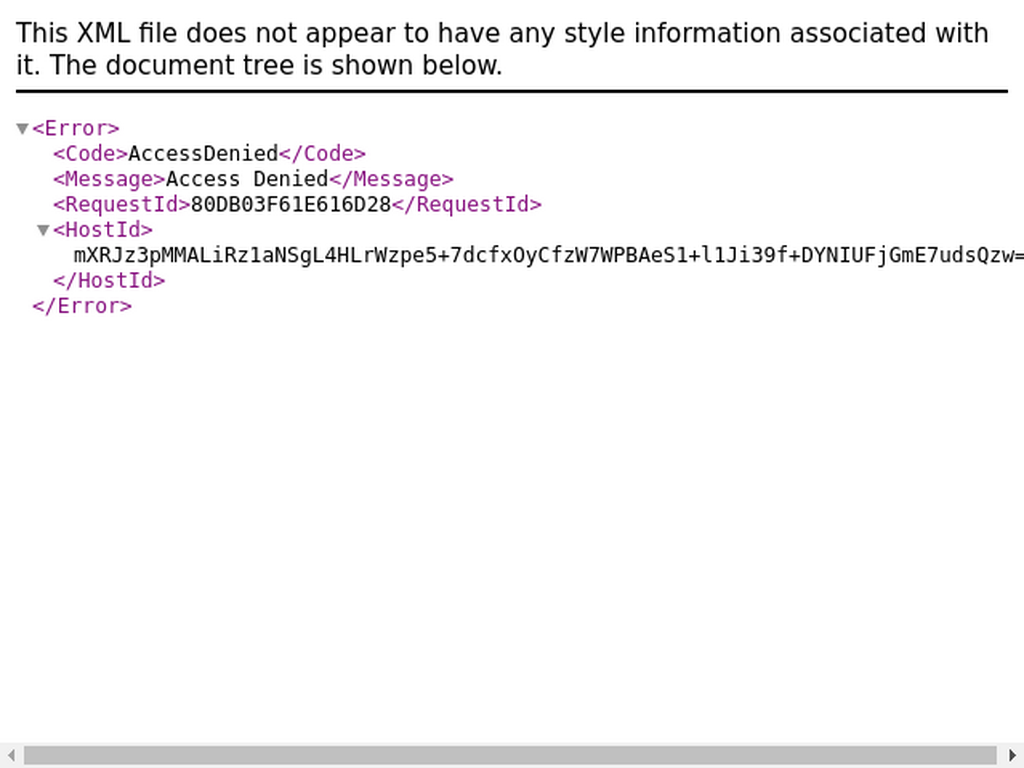 This XML file does not appear to have any style information associated with
it. The document tree is shown below.
<Error>
<Code>AccessDenied</Code>
<Message>Access Denied</Message>
<RequestId>80DB03F61E616D28</RequestId>
<HostId>
mXRJz3pMMALiRz1aNSgL4HLrWzpe5+7dcfxOyCfzW7WPBAeS1+l1Ji39f+DYNIUFjGmE7udsQzw=
</HostId>
</Error>